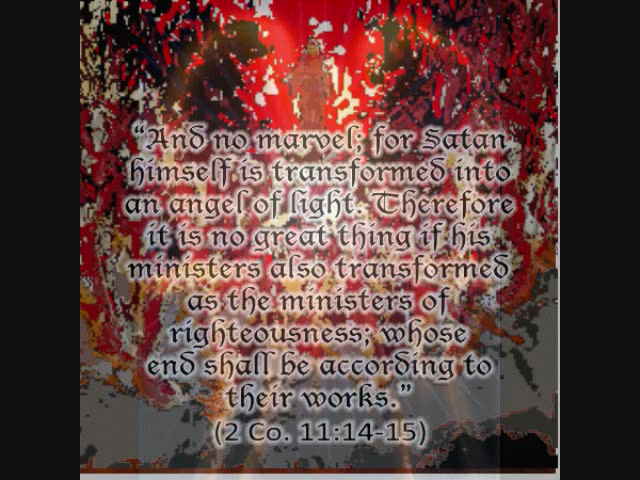 “And no marvel; for Satan
himself is transformed into
an angel of light. Therefore
it is no great thing if his
ministers also transformed
as the ministers of
righteousness; whose
end shall be according to
their works.”
(2 Co. 11:14-15)